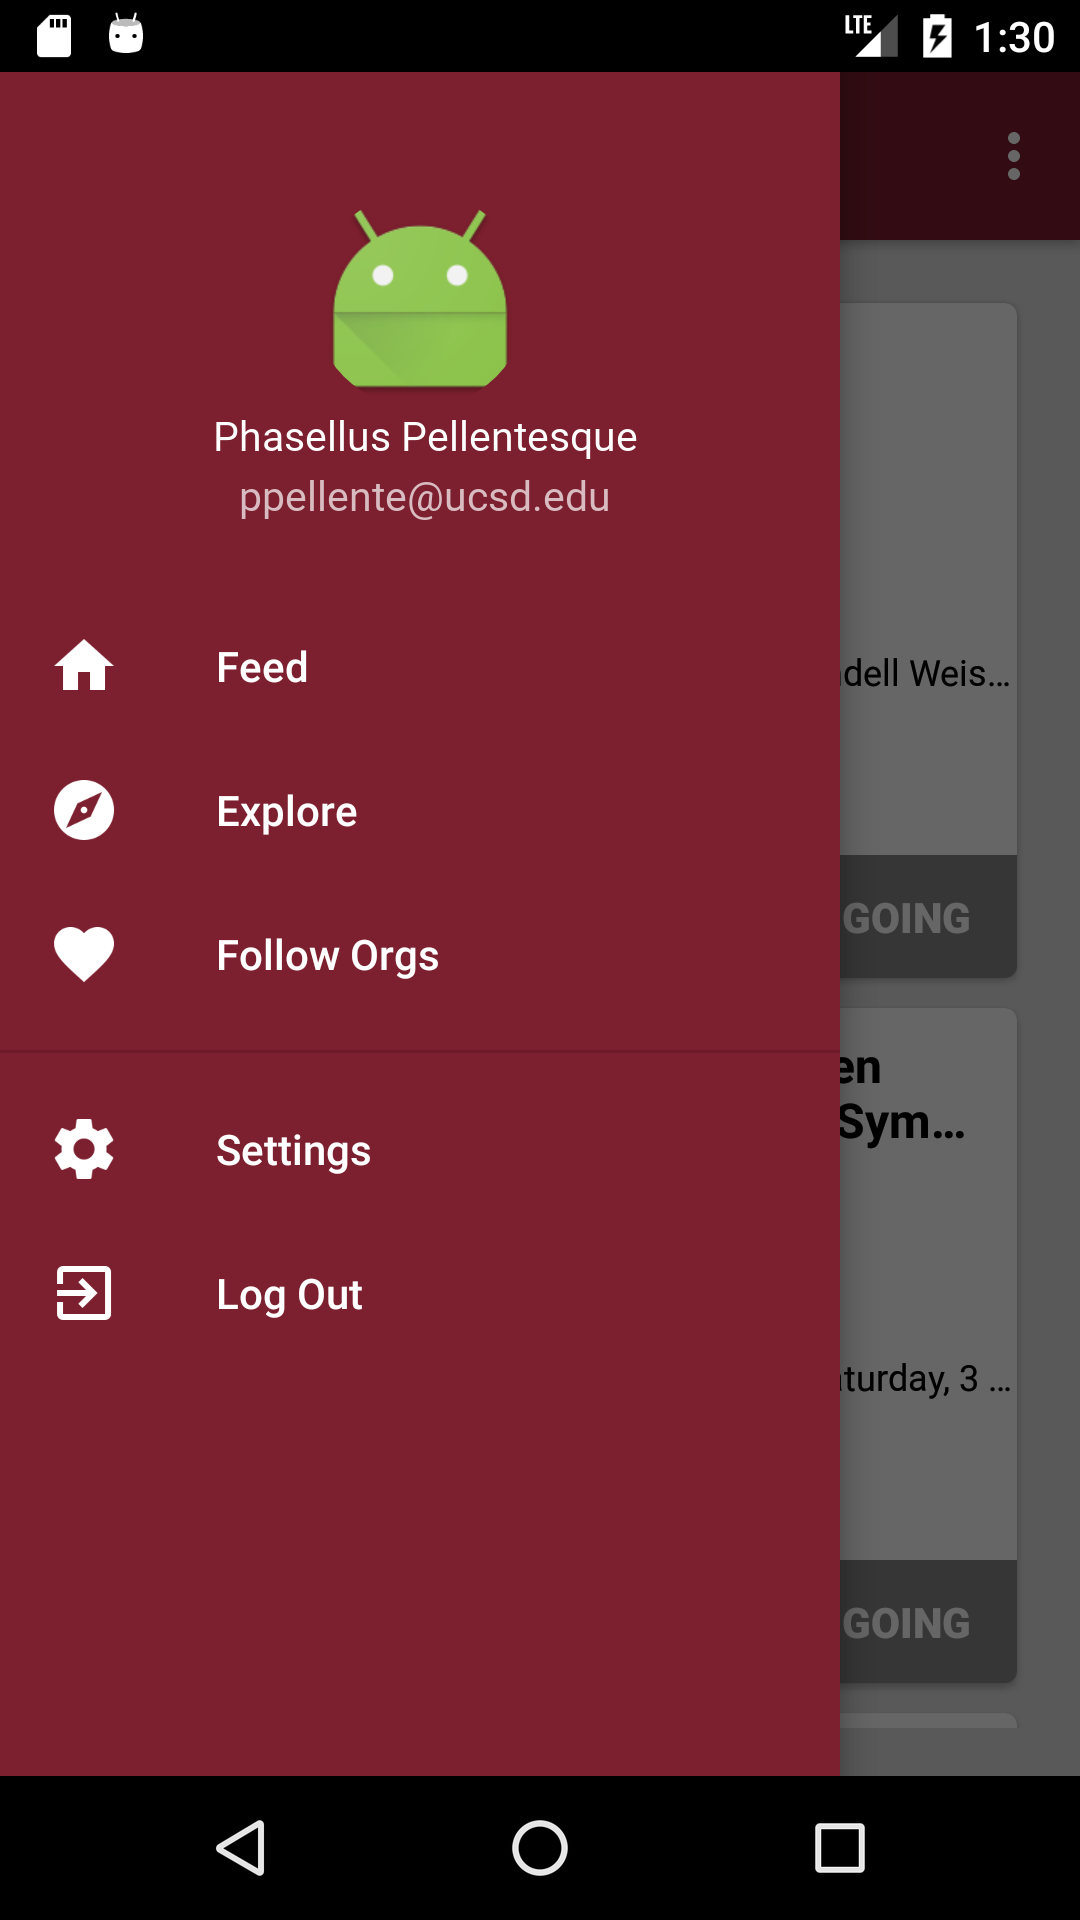 LTE 1:30
Phasellus Pellentesque
ppellente@ucsd.edu
Feed
Explore
Follow Orgs
Settings
Log Out
dell Weis…
GOING
en
Sym…
turday, 3 …
GOING